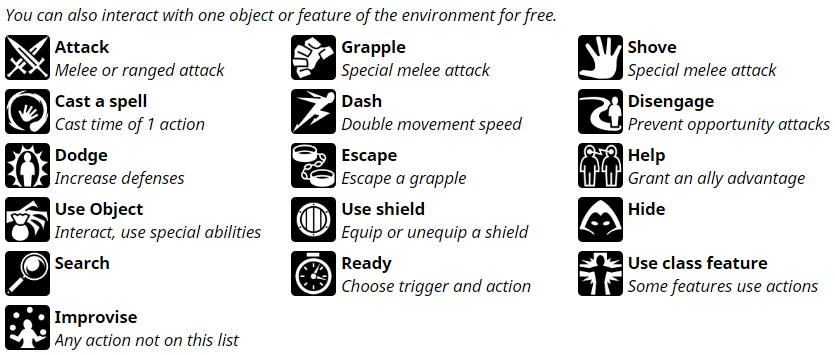 You can also interact with one object or feature of the environment for free.
Attack
Melee or ranged attack
Grapple
Special melee attack
Shove
Special melee attack
Cast a spell
Cast time of 1 action
Dash
Double movement speed
Disengage
Prevent opportunity attacks
Dodge
Increase defenses
Escape
Escape a grapple
Help
Grant an ally advantage
Use Object
Interact, use special abilities
Use shield
Equip or unequip a shield
Hide
Search
Ready
Choose trigger and action
Use class feature
Some features use actions
Improvise
Any action not on this list